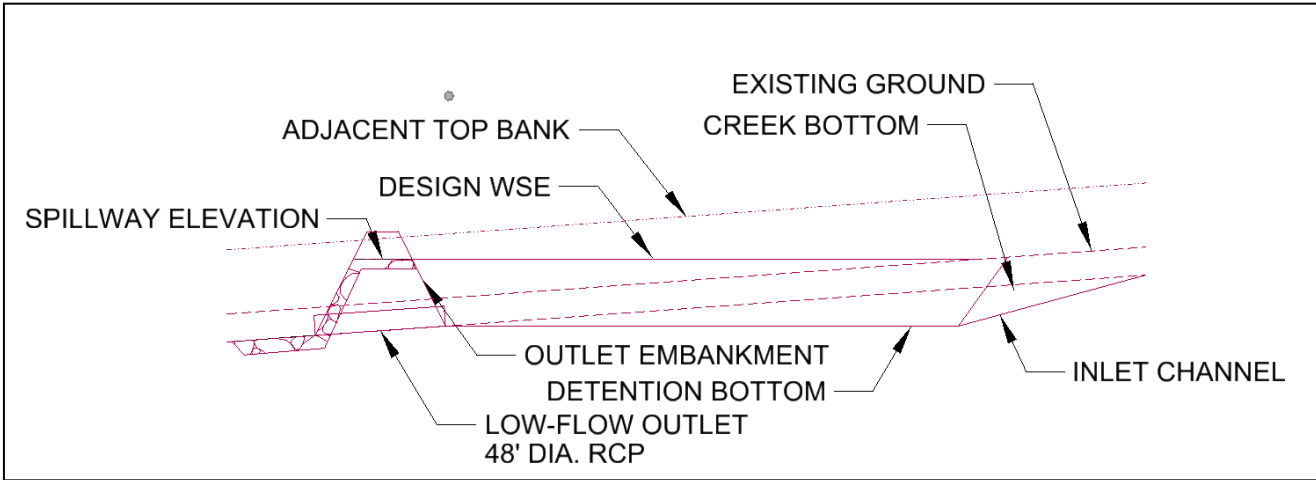 EXISTING GROUND
CREEK BOTTOM
ADJACENT TOP BANK
DESIGN WSE
SPILLWAY ELEVATION
OUTLET EMBANKMENT
DETENTION BOTTOM
INLET CHANNEL
LOW-FLOW OUTLET
48' DIA. RCP